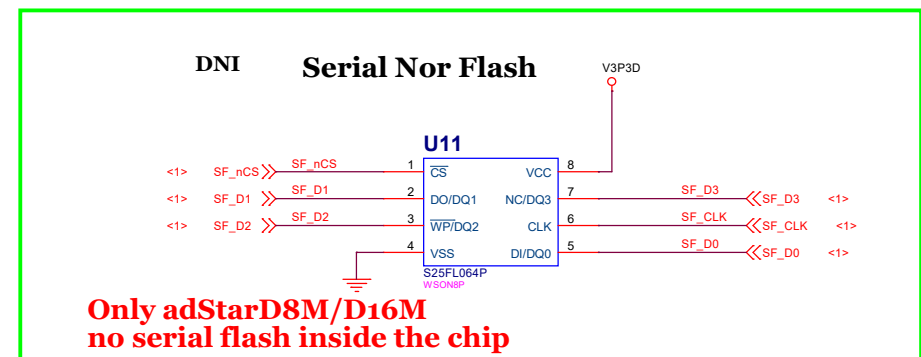 DNI Serial Nor Flash V3P3D
U11
<1> SF_nCS SF_nCS 1 CS VCC 8
<1> SF_D1 SF_D1 2 DO/DQ1 NC/DQ3 7 SF_D3 SF_D3 <1>
<1> SF_D2 SF_D2 3 WP/DQ2 CLK 6 SF_CLK SF_CLK <1>
4 VSS DI/DQ0 5 SF_D0 SF_D0 <1>
S25FL064P
WSON8P
Only adStarD8M/D16M
no serial flash inside the chip